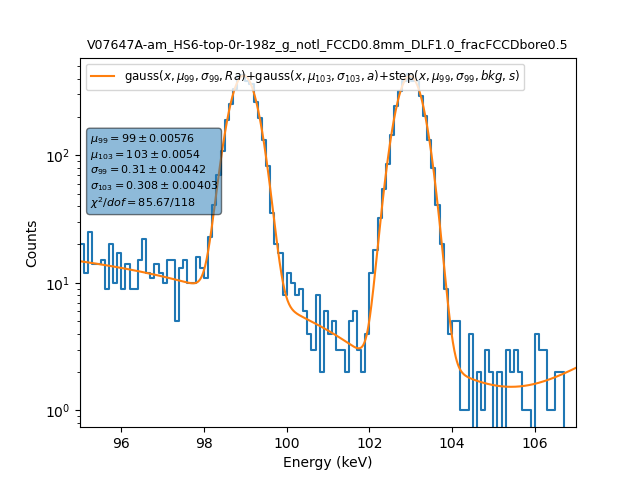 V07647A-am_HS6-top-0r-198z_g_notl_FCCD0.8mm_DLF1.0_fracFCCDbore0.5
gauss(x, μ₉₉, σ₉₉, Ra)+gauss(x, μ₁₀₃, σ₁₀₃, a)+step(x, μ₉₉, σ₉₉, bkg, s)
μ₉₉ = 99 ± 0.00576
μ₁₀₃ = 103 ± 0.0054
σ₉₉ = 0.31 ± 0.00442
σ₁₀₃ = 0.308 ± 0.00403
χ²/dof = 85.67/118
Counts
10²
10¹
10⁰
96 98 100 102 104 106
Energy (keV)